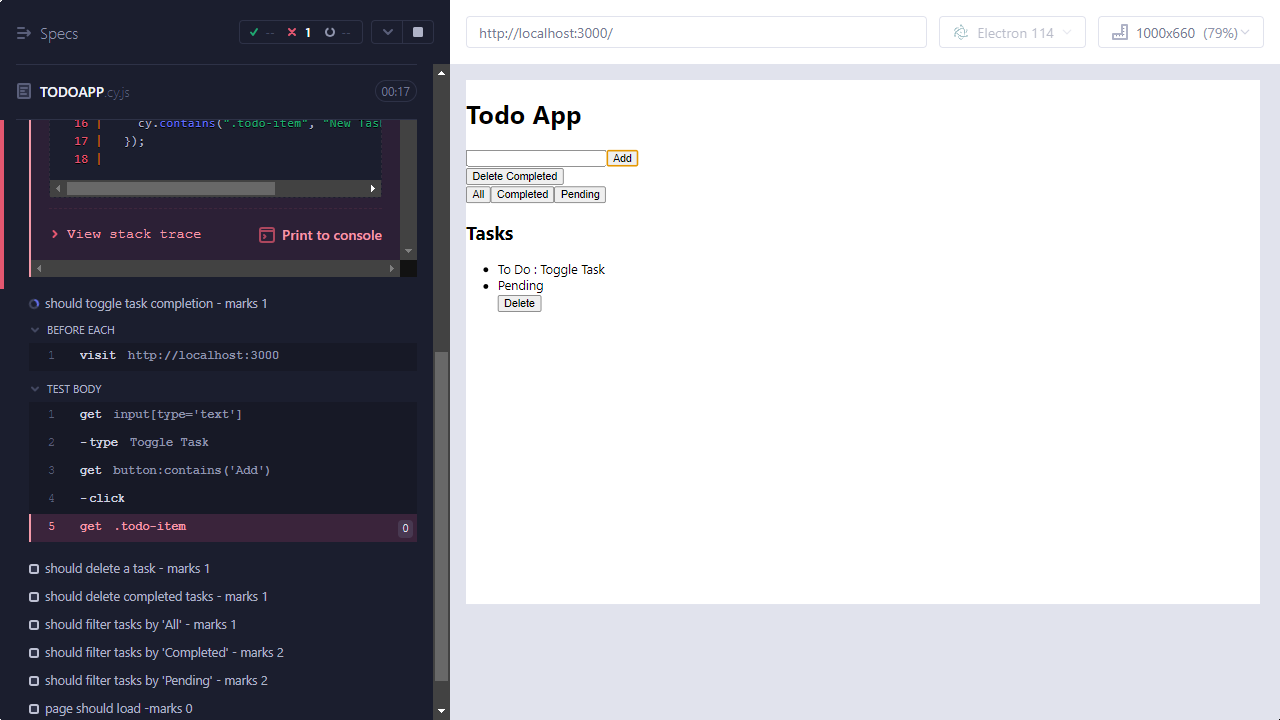 Specs
-- 1 --
TODOAPP.cy.js
00:17
16 | cy.contains(".todo-item", "New Tas
17 | });
18 |
View stack trace
Print to console
should toggle task completion - marks 1
BEFORE EACH
1 visit http://localhost:3000
TEST BODY
1 get input[type='text']
2 -type Toggle Task
3 get button:contains('Add')
4 -click
5 get .todo-item 0
should delete a task - marks 1
should delete completed tasks - marks 1
should filter tasks by 'All' - marks 1
should filter tasks by 'Completed' - marks 2
should filter tasks by 'Pending' - marks 2
page should load -marks 0
http://localhost:3000/
Electron 114
1000x660 (79%)
Todo App
Add
Delete Completed
All Completed Pending
Tasks
To Do : Toggle Task
Pending
Delete